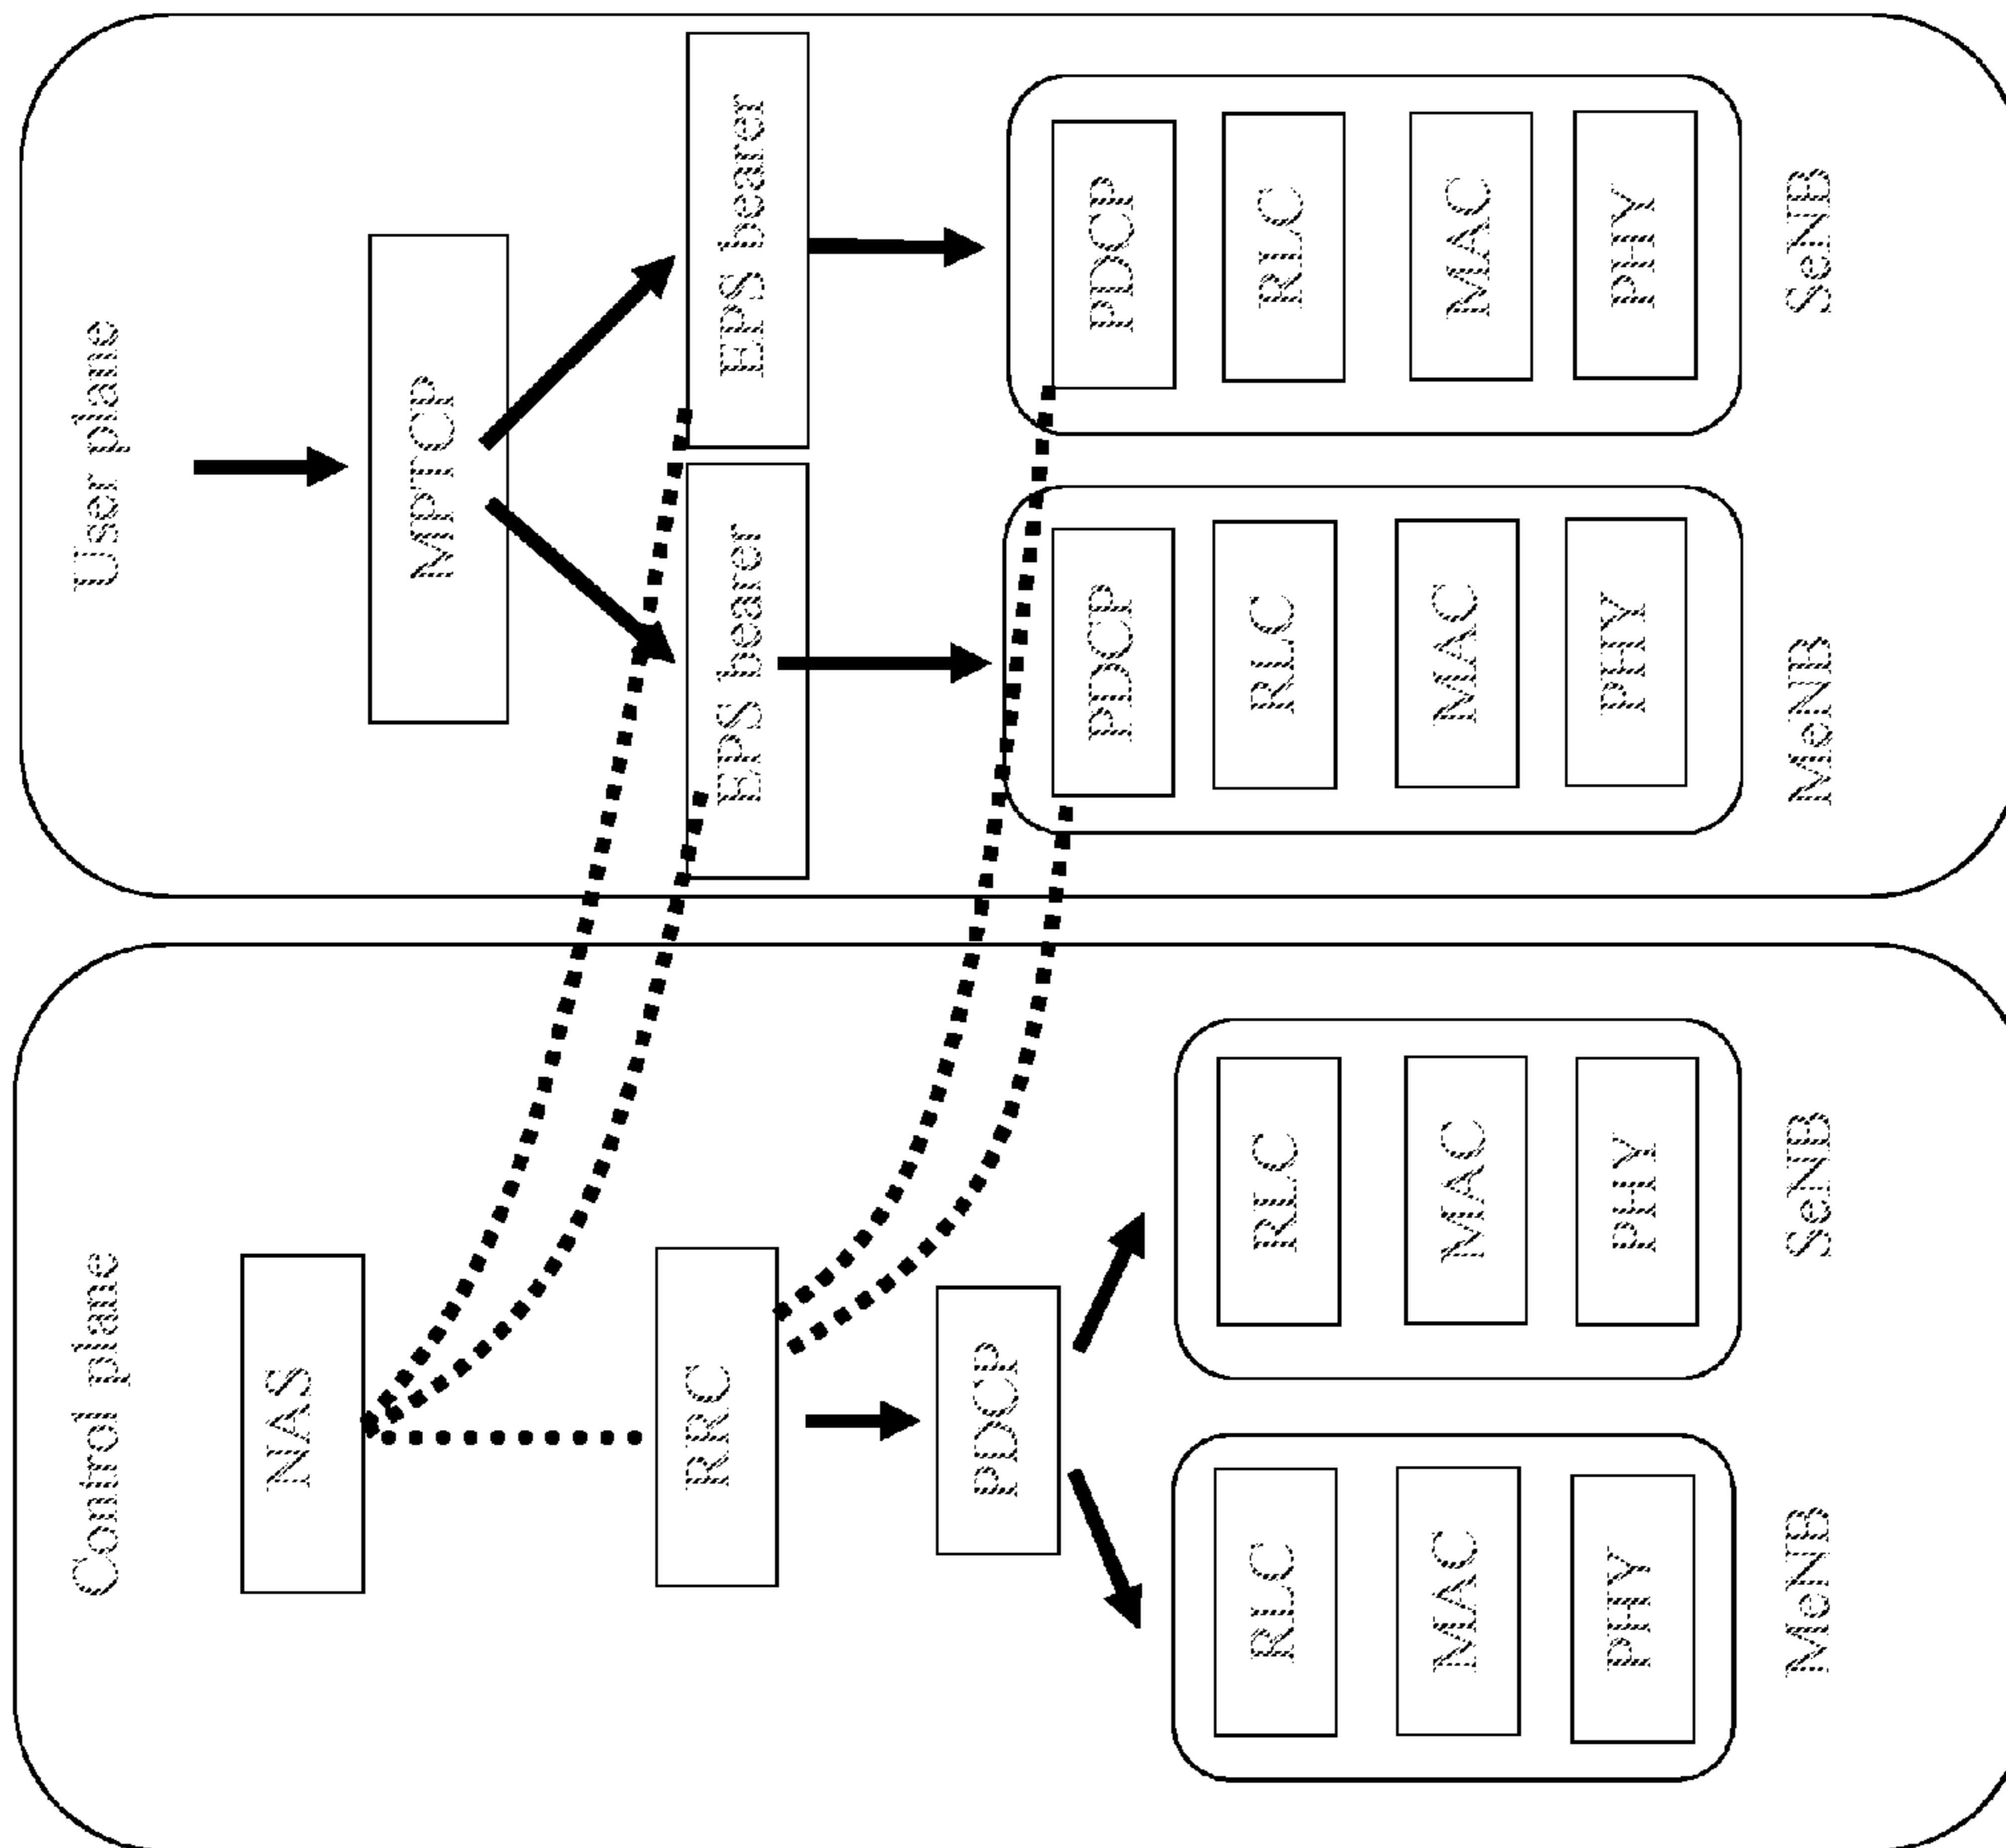 Control plane
NAS
RRC
PDCP
RLC
MAC
PHY
MeNB
RLC
MAC
PHY
SeNB
User plane
MPTCP
EPS bearer
EPS bearer
PDCP
RLC
MAC
PHY
MeNB
PDCP
RLC
MAC
PHY
SeNB